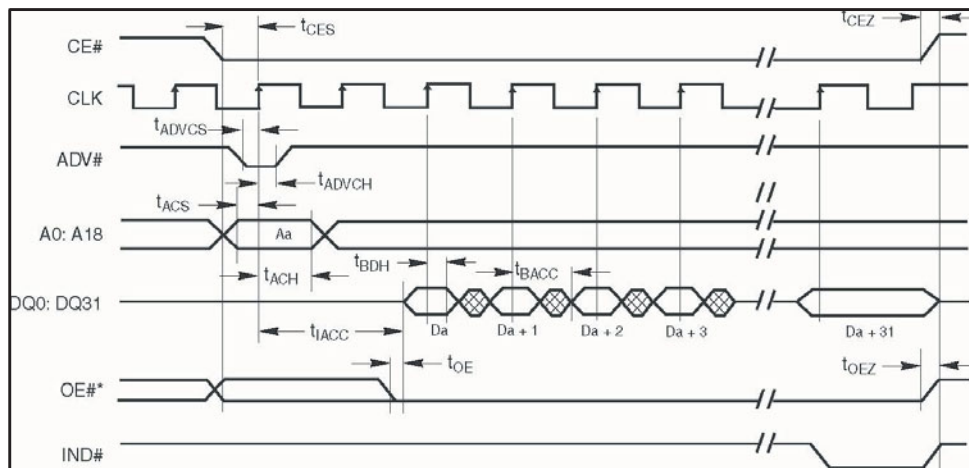 tCES
tCEZ
CE#
CLK
tADVCS
ADV#
tADVCH
tACS
A0: A18
Aa
tBDH
tBACC
tACH
DQ0: DQ31
Da
Da + 1
Da + 2
Da + 3
Da + 31
tIACC
tOE
tOEZ
OE#*
IND#